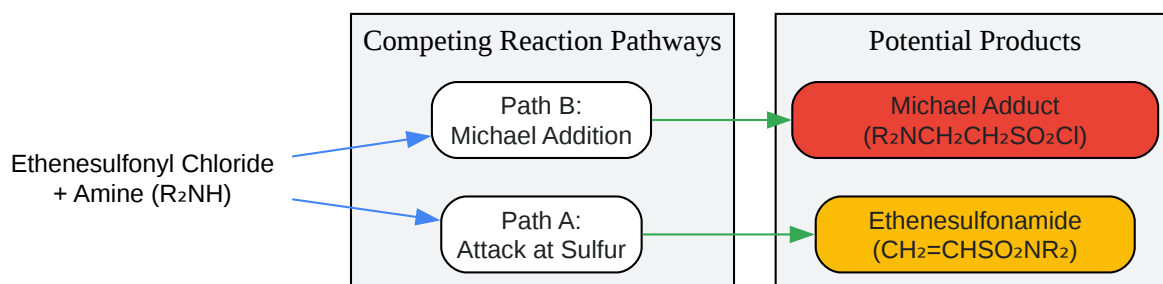 Competing Reaction Pathways
Potential Products
Path B:
Michael Addition
Michael Adduct
(R₂NCH₂CH₂SO₂Cl)
Ethenesulfonyl Chloride
+ Amine (R₂NH)
Path A:
Attack at Sulfur
Ethenesulfonamide
(CH₂=CHSO₂NR₂)